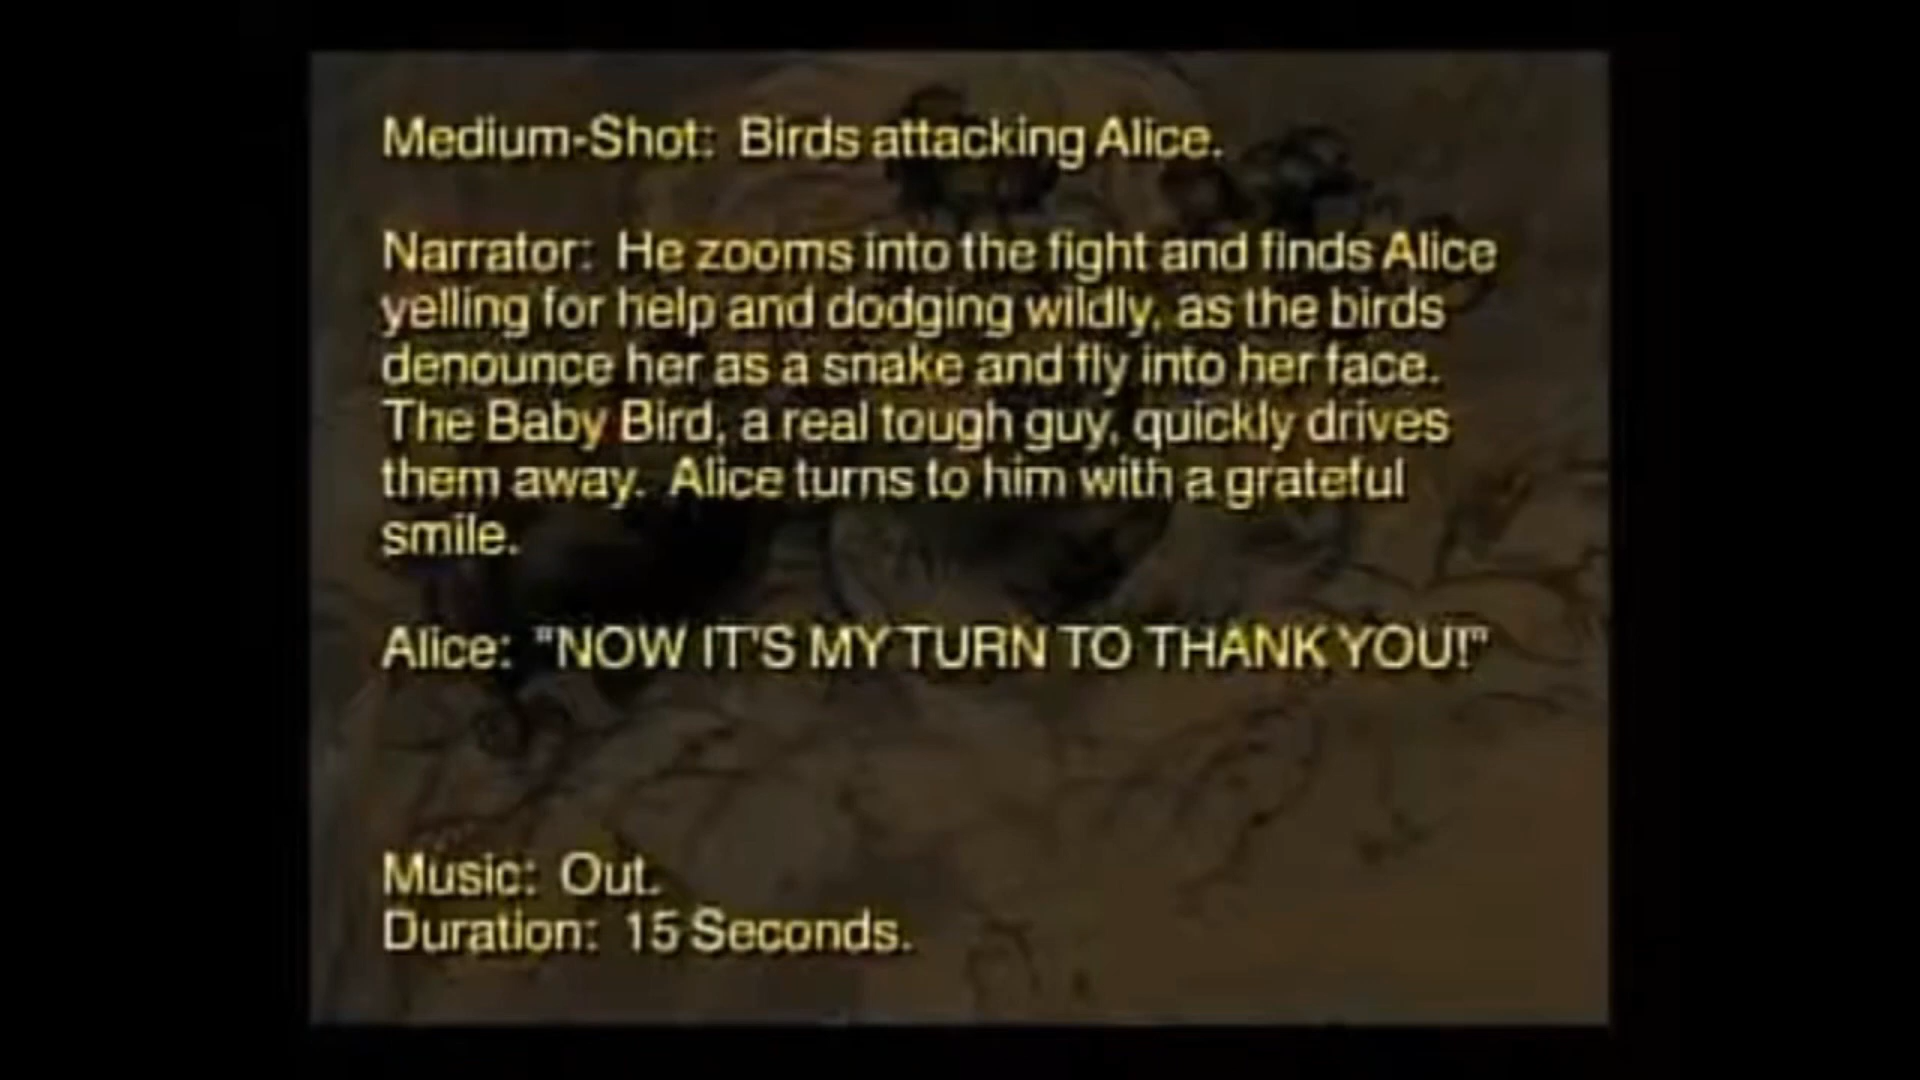 Medium-Shot: Birds attacking Alice.
Narrator: He zooms into the fight and finds Alice
yelling for help and dodging wildly, as the birds
denounce her as a snake and fly into her face.
The Baby Bird, a real tough guy, quickly drives
them away. Alice turns to him with a grateful
smile.
Alice: "NOW IT'S MY TURN TO THANK YOU!"
Music: Out.
Duration: 15 Seconds.